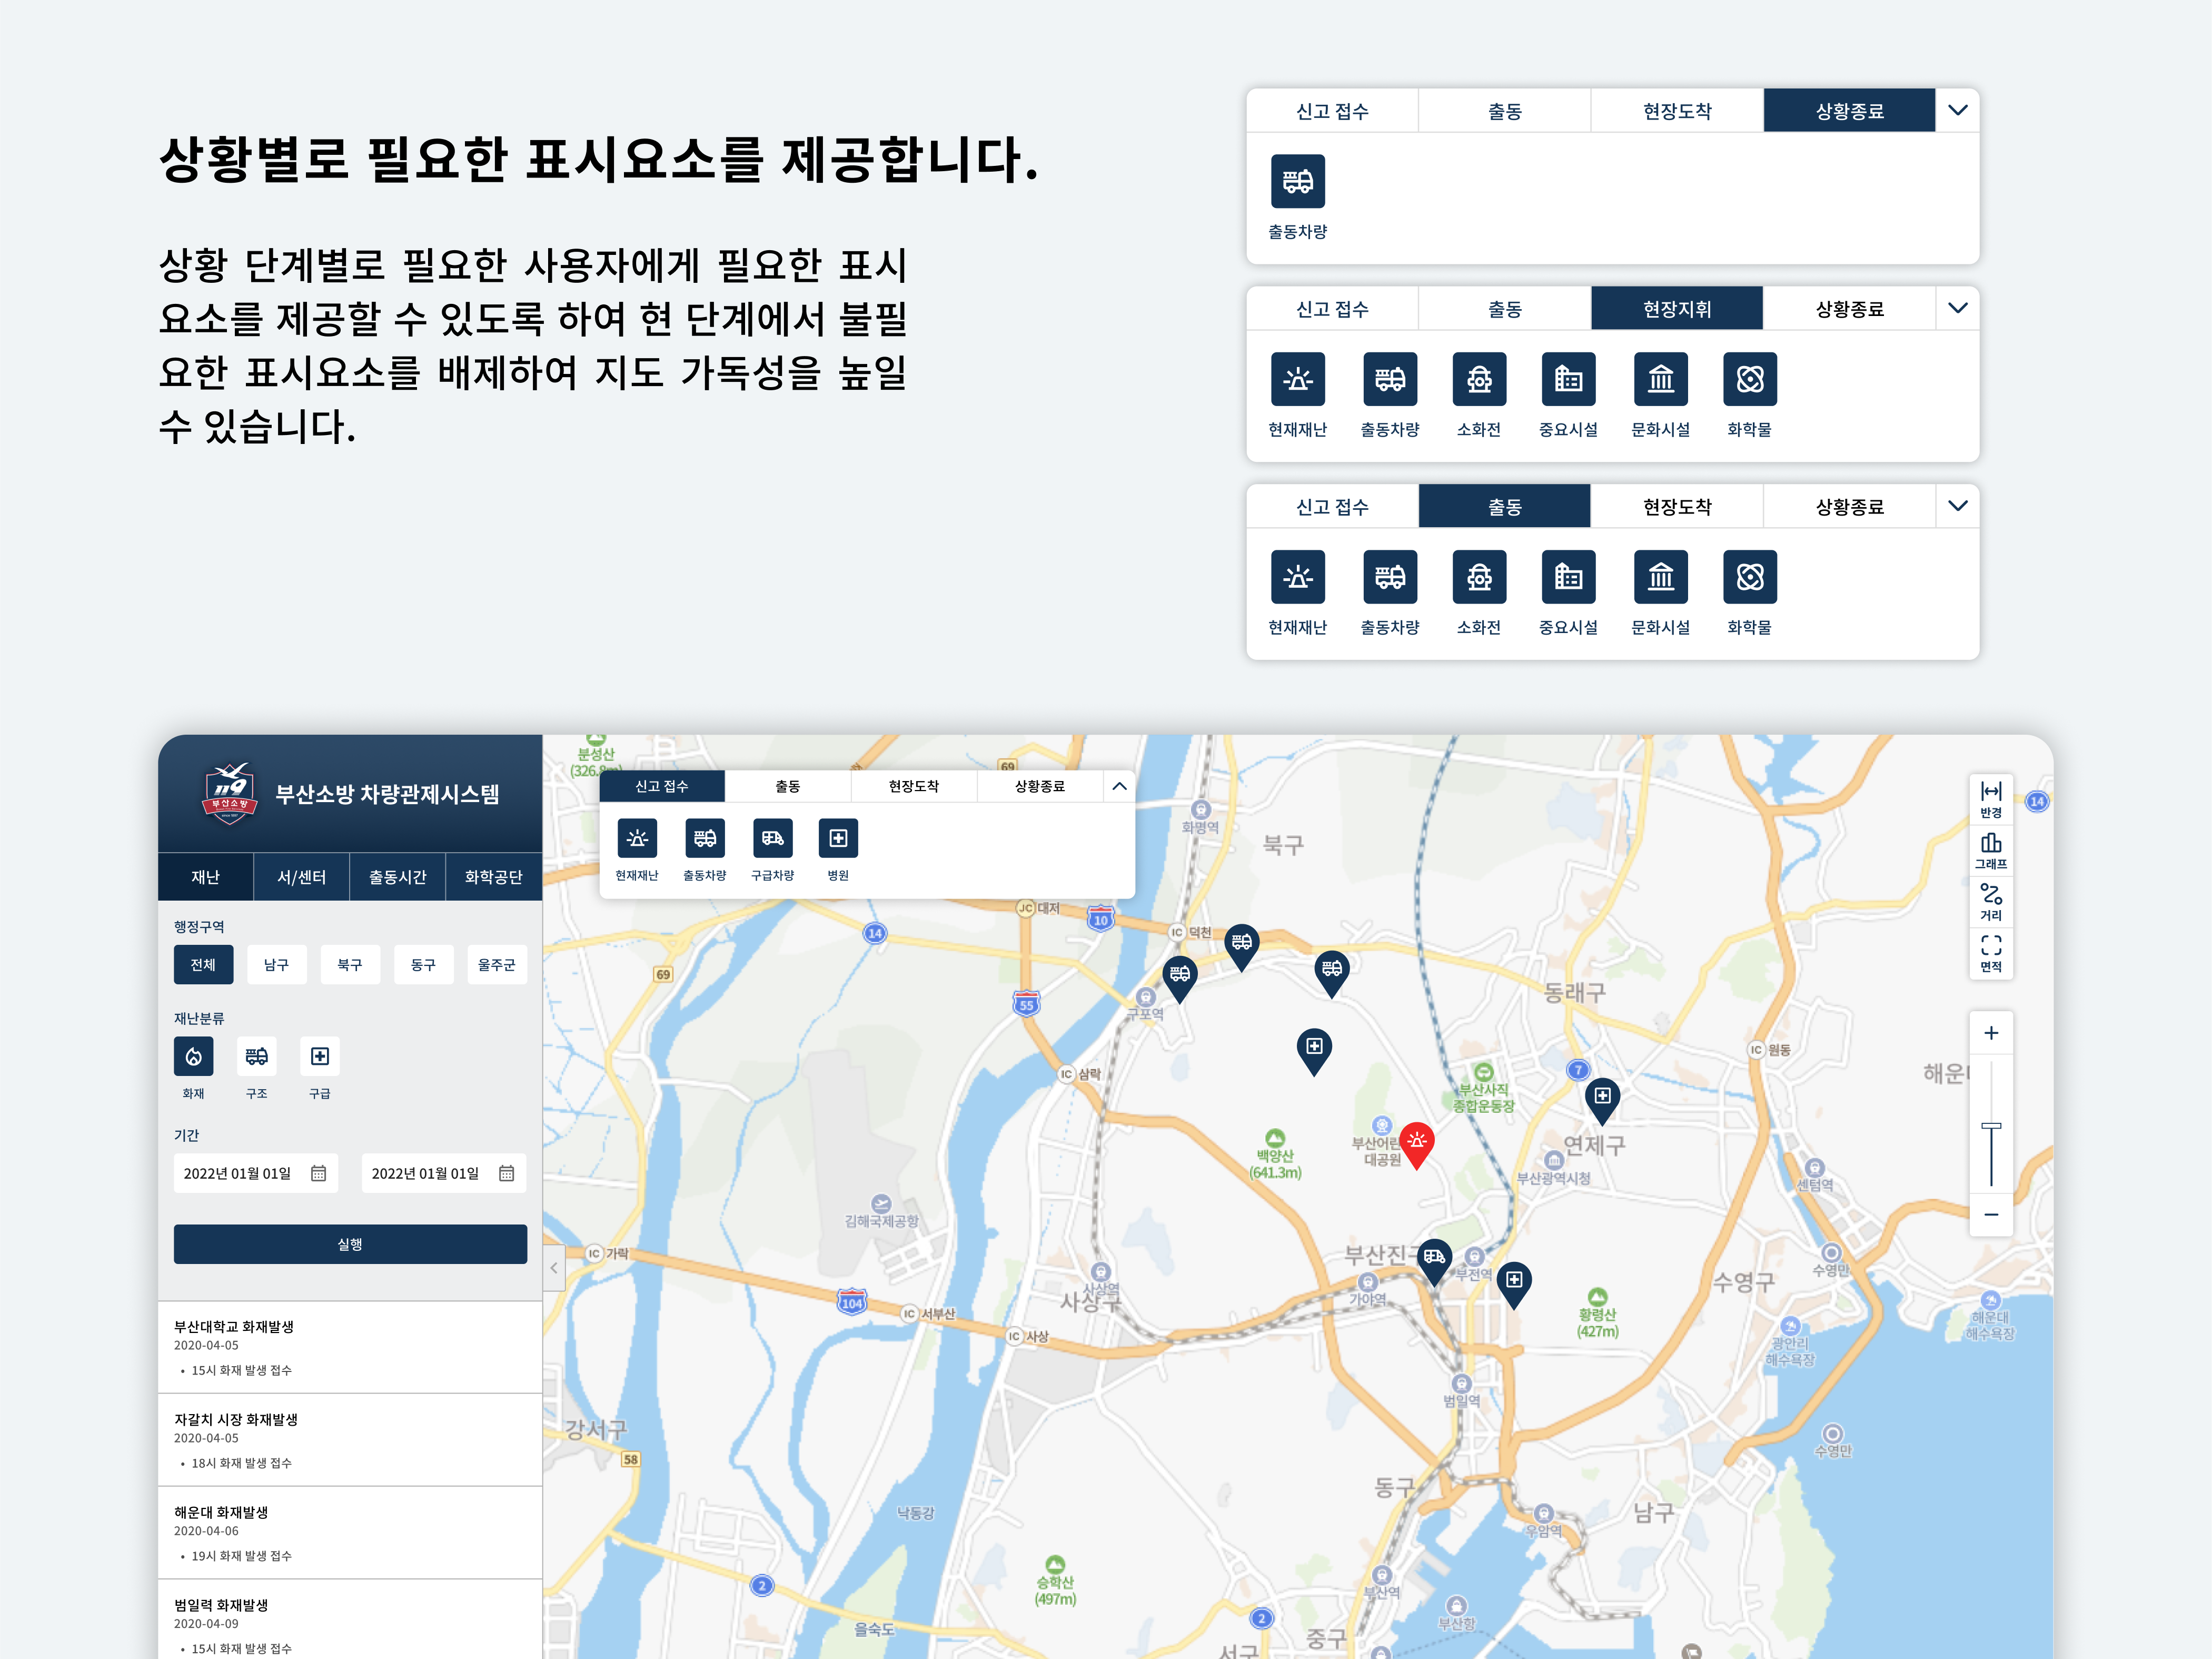 상황별로 필요한 표시요소를 제공합니다.
상황 단계별로 필요한 사용자에게 필요한 표시
요소를 제공할 수 있도록 하여 현 단계에서 불필
요한 표시요소를 배제하여 지도 가독성을 높일
수 있습니다.
신고 접수 출동 현장도착 상황종료
출동차량
신고 접수 출동 현장지휘 상황종료
현재재난 출동차량 소화전 중요시설 문화시설 화학물
신고 접수 출동 현장도착 상황종료
현재재난 출동차량 소화전 중요시설 문화시설 화학물
119
부산소방
부산소방 차량관제시스템
재난 서/센터 출동시간 화학공단
행정구역
전체 남구 북구 동구 울주군
재난분류
화재 구조 구급
기간
2022년 01월 01일 2022년 01월 01일
실행
부산대학교 화재발생
2020-04-05
• 15시 화재 발생 접수
자갈치 시장 화재발생
2020-04-05
• 18시 화재 발생 접수
해운대 화재발생
2020-04-06
• 19시 화재 발생 접수
범일력 화재발생
2020-04-09
• 15시 화재 발생 접수
신고 접수 출동 현장도착 상황종료
현재재난 출동차량 구급차량 병원
반경
그래프
거리
면적
+
−
분성산
(326.8m)
69
14
화명역
북구
JC 대저
10
14
IC 덕천
69
55
구포역
동래구
IC 원동
해운대
IC 삼락
7
부산사직
종합운동장
부산어린
대공원
백양산
(641.3m)
연제구
부산광역시청
센텀역
김해국제공항
IC 가락
부산진구
부전역
수영만
사상역
사상구
가야역
수영구
104
IC 서부산
IC 사상
황령산
(427m)
해운대
해수욕장
광안리
해수욕장
범일역
강서구
58
수영만
동구
낙동강
남구
우암역
승학산
(497m)
2
부산역
부산항
을숙도
2
서구
중구